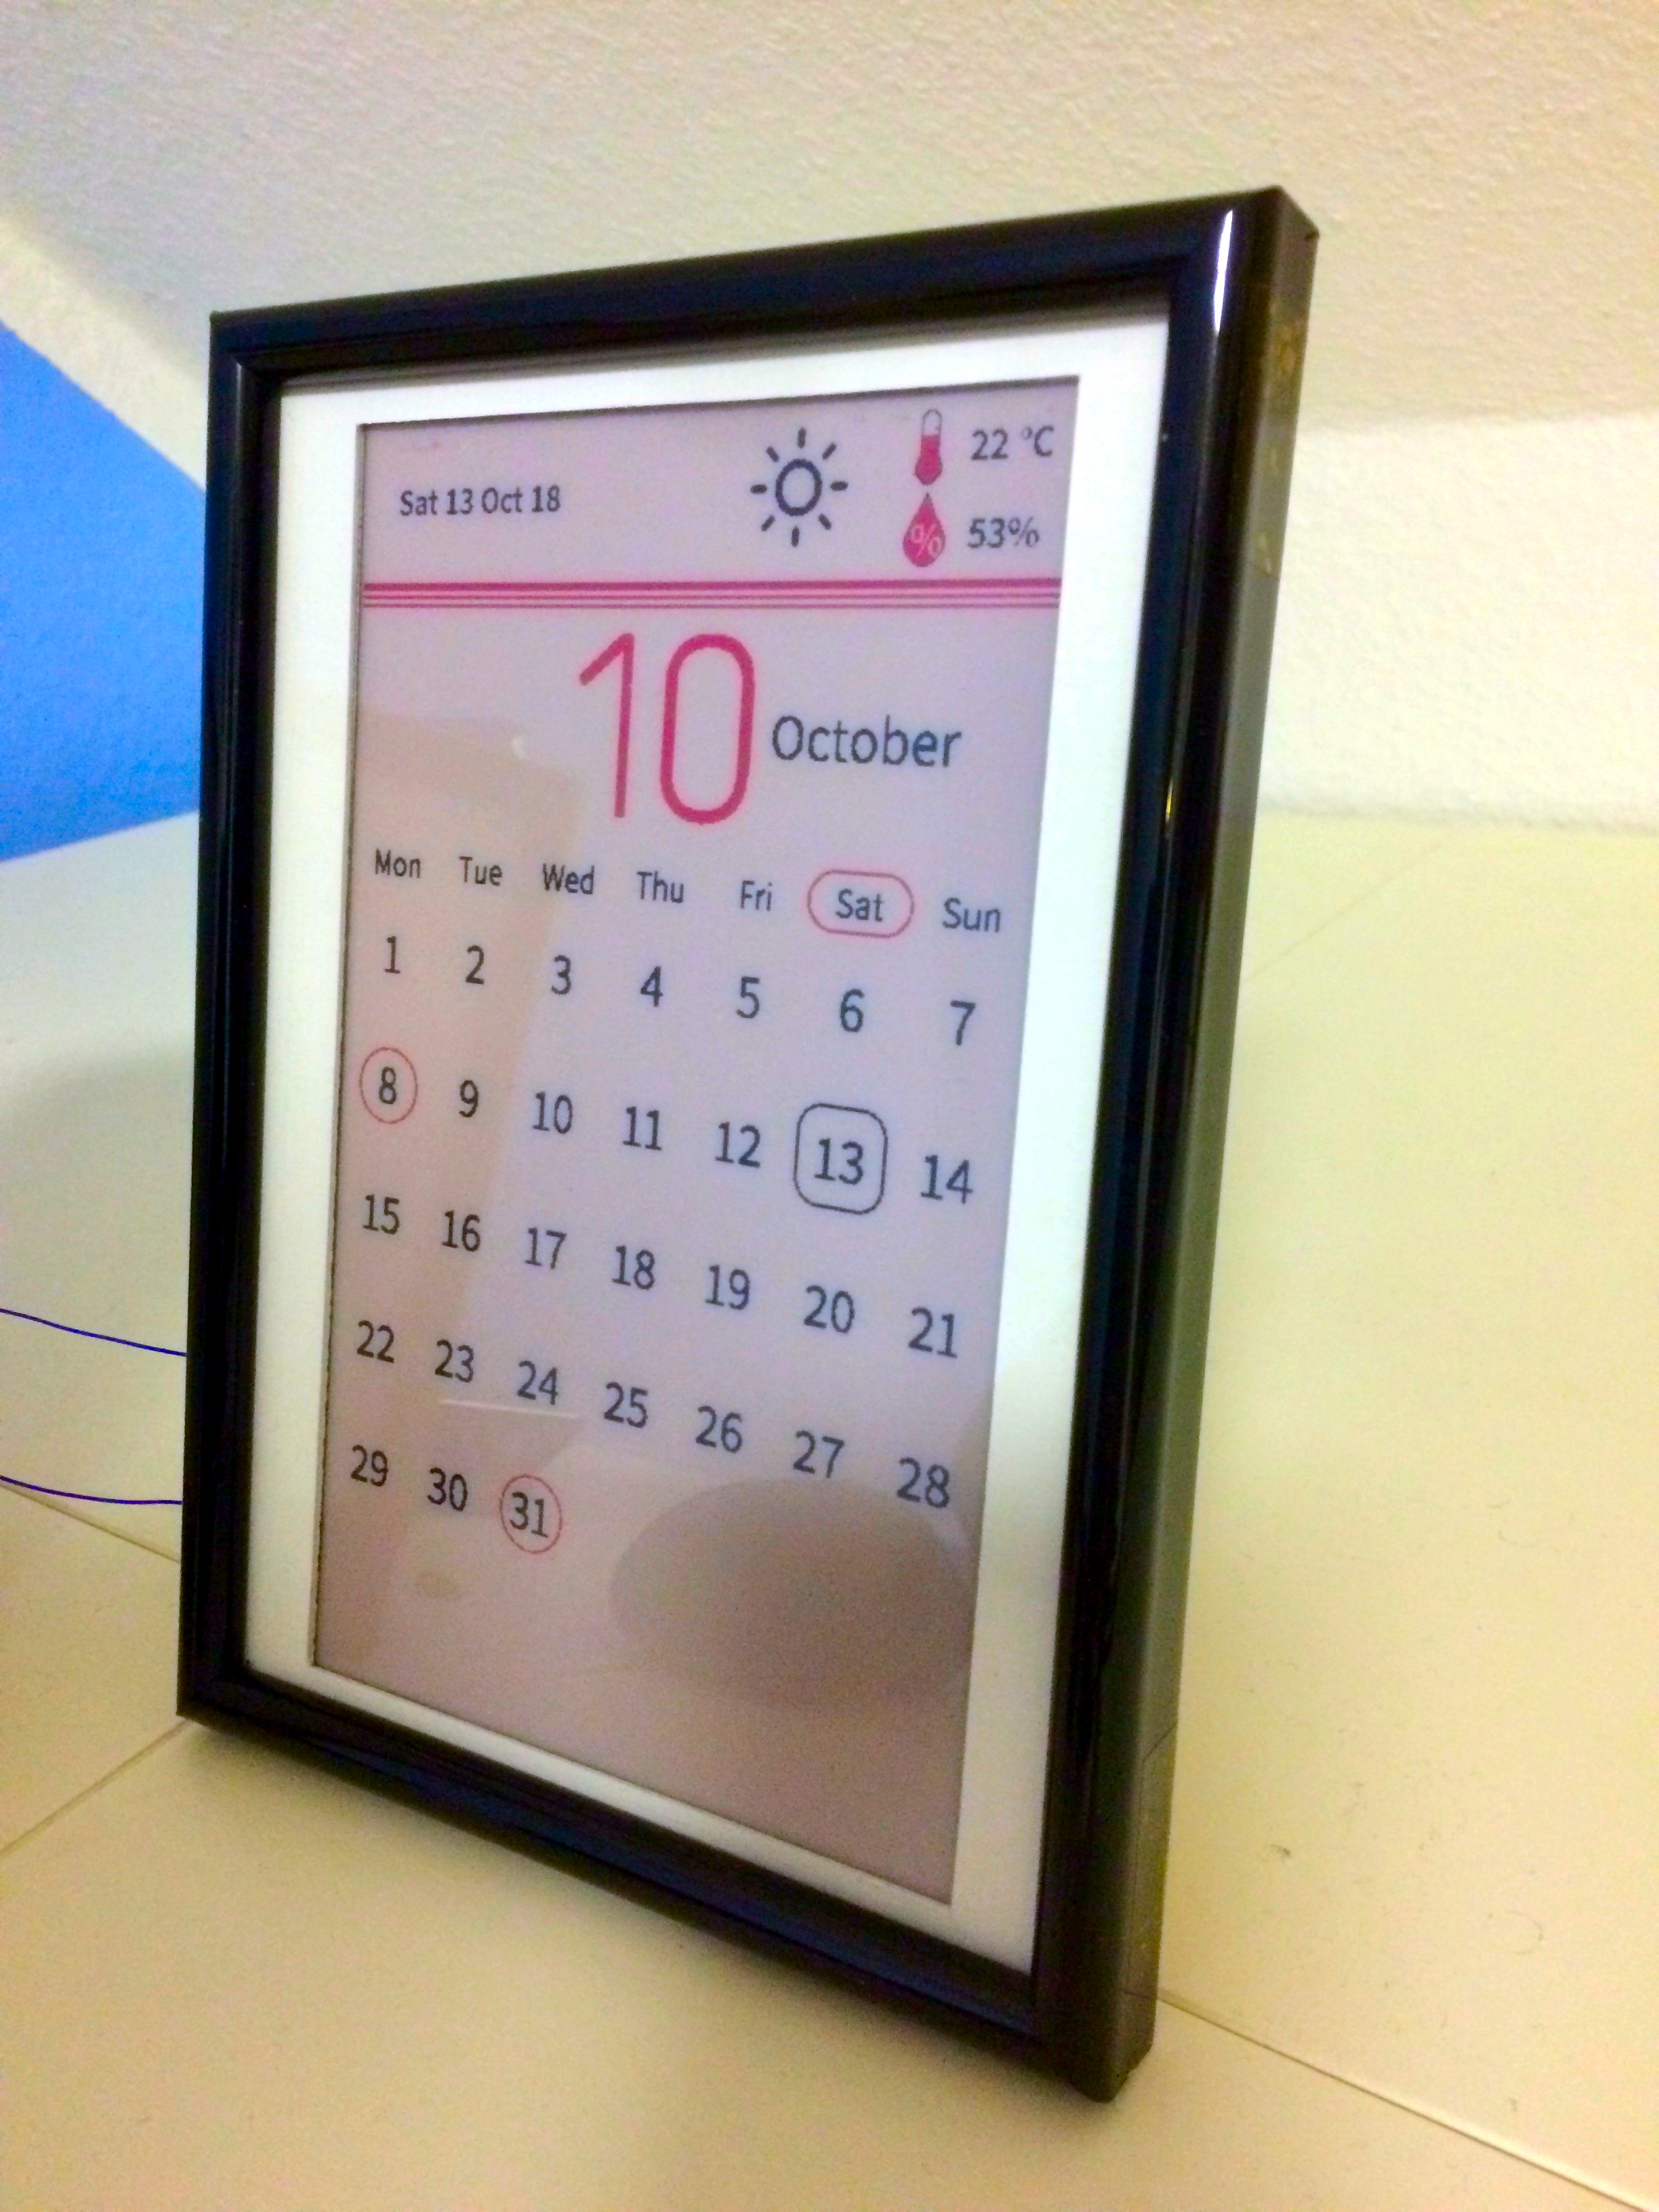 Sat 13 Oct 18
22 °C
%
53%
10 October
Mon Tue Wed Thu Fri Sat Sun
1 2 3 4 5 6 7
8 9 10 11 12 13 14
15 16 17 18 19 20 21
22 23 24 25 26 27 28
29 30 31